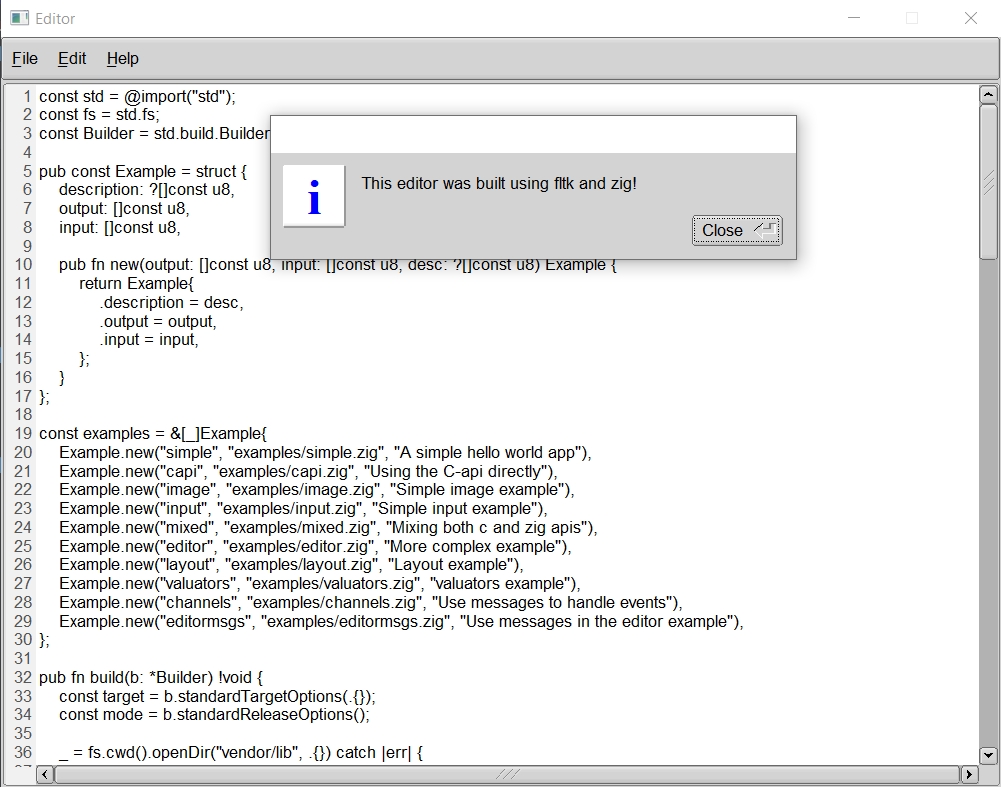 Editor
File Edit Help
1 const std = @import("std");
2 const fs = std.fs;
3 const Builder = std.build.Builder
4
5 pub const Example = struct {
6     description: ?[]const u8,
7     output: []const u8,
8     input: []const u8,
9
This editor was built using fltk and zig!
Close
10     pub fn new(output: []const u8, input: []const u8, desc: ?[]const u8) Example {
11         return Example{
12             .description = desc,
13             .output = output,
14             .input = input,
15         };
16     }
17 };
18
19 const examples = &[_]Example{
20     Example.new("simple", "examples/simple.zig", "A simple hello world app"),
21     Example.new("capi", "examples/capi.zig", "Using the C-api directly"),
22     Example.new("image", "examples/image.zig", "Simple image example"),
23     Example.new("input", "examples/input.zig", "Simple input example"),
24     Example.new("mixed", "examples/mixed.zig", "Mixing both c and zig apis"),
25     Example.new("editor", "examples/editor.zig", "More complex example"),
26     Example.new("layout", "examples/layout.zig", "Layout example"),
27     Example.new("valuators", "examples/valuators.zig", "valuators example"),
28     Example.new("channels", "examples/channels.zig", "Use messages to handle events"),
29     Example.new("editormsgs", "examples/editormsgs.zig", "Use messages in the editor example"),
30 };
31
32 pub fn build(b: *Builder) !void {
33     const target = b.standardTargetOptions(.{});
34     const mode = b.standardReleaseOptions();
35
36     _ = fs.cwd().openDir("vendor/lib", .{}) catch |err| {